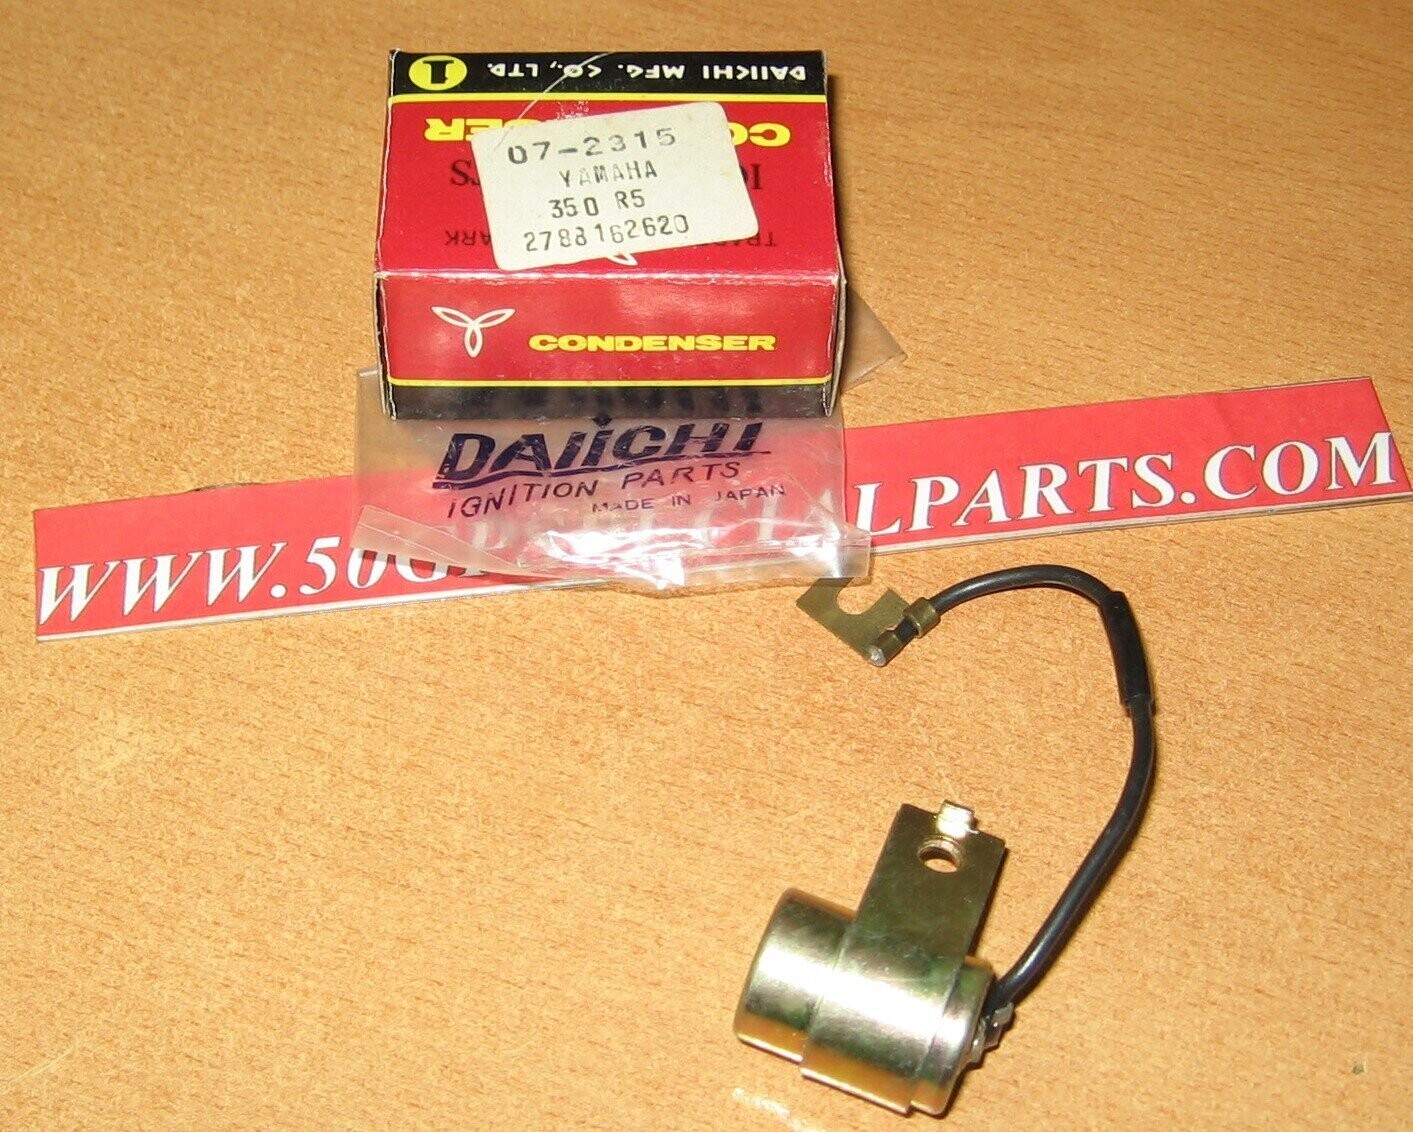 1 DAIICHI MFG. CO., LTD.
07-2315
YAMAHA
350 R5
2788162620
CONDENSER
DAIICHI
IGNITION PARTS
MADE IN JAPAN
WWW.50 LPARTS.COM